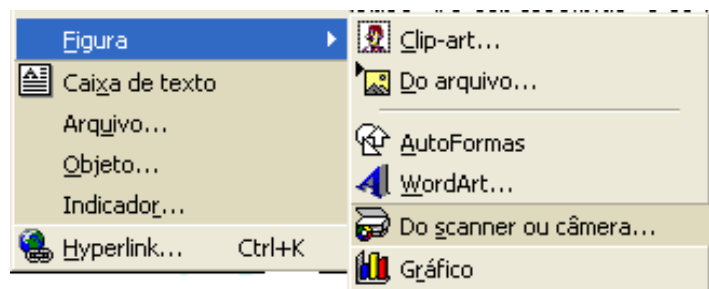 Figura
Caixa de texto
Arquivo...
Objeto...
Indicador...
Hyperlink... Ctrl+K
Clip-art...
Do arquivo...
AutoFormas
WordArt...
Do scanner ou câmera...
Gráfico